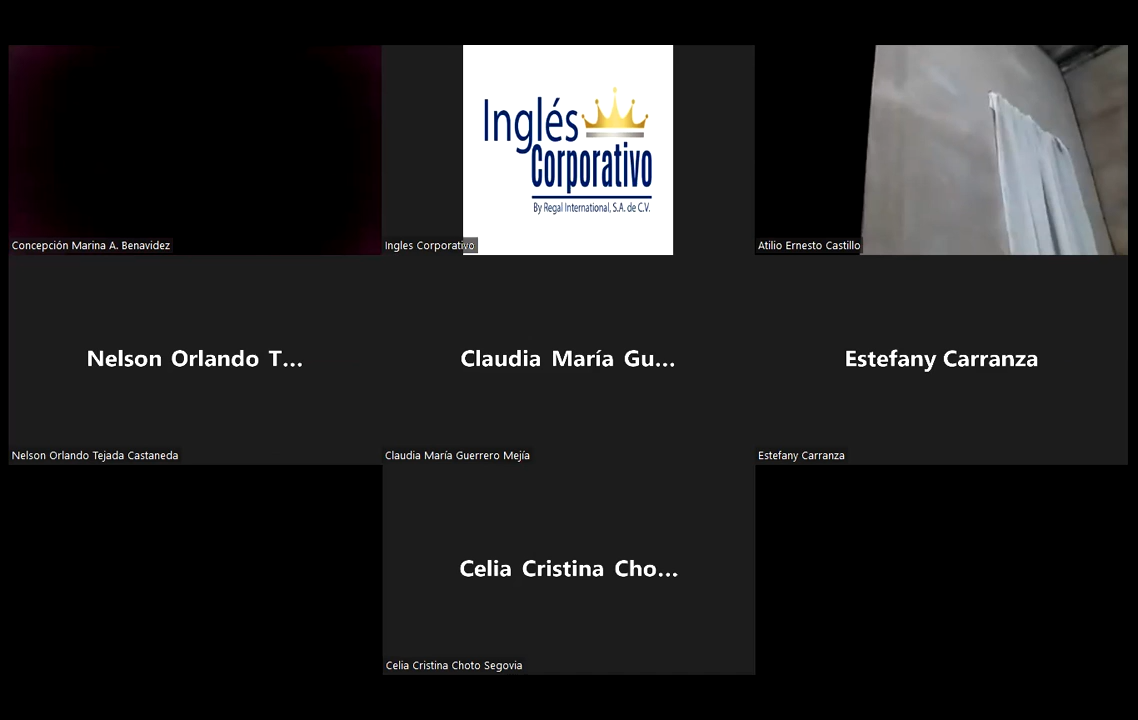 Inglés
Corporativo
By Regal International, S.A. de C.V.
Concepción Marina A. Benavidez
Ingles Corporativo
Atilio Ernesto Castillo
Nelson Orlando T...
Claudia María Gu...
Estefany Carranza
Nelson Orlando Tejada Castaneda
Claudia María Guerrero Mejía
Estefany Carranza
Celia Cristina Cho...
Celia Cristina Choto Segovia